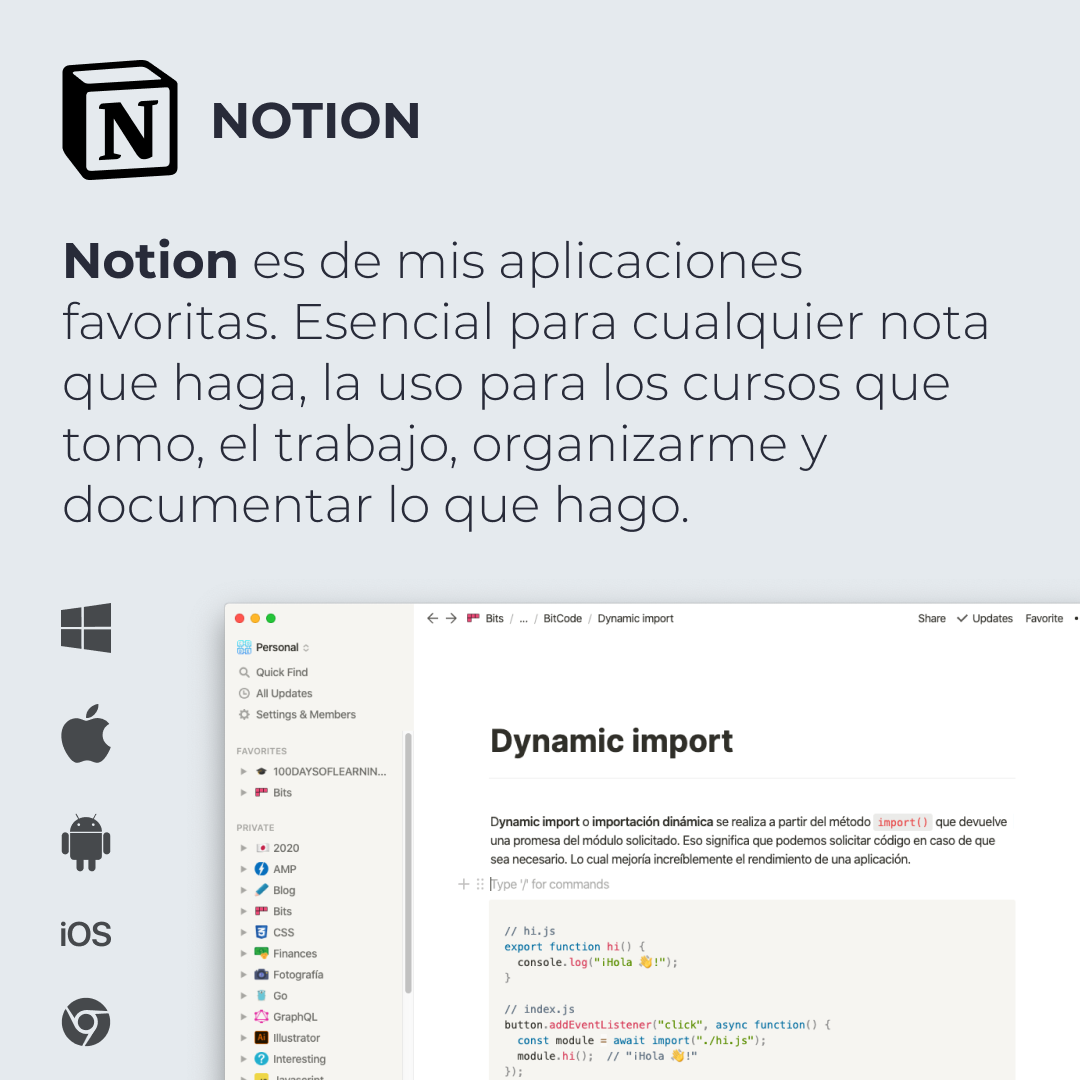 N NOTION
Notion es de mis aplicaciones
favoritas. Esencial para cualquier nota
que haga, la uso para los cursos que
tomo, el trabajo, organizarme y
documentar lo que hago.
iOS
Personal
Quick Find
All Updates
Settings & Members
FAVORITES
100DAYSOFLEARNIN...
Bits
PRIVATE
2020
AMP
Blog
Bits
CSS
Finances
Fotografía
Go
GraphQL
Ai Illustrator
? Interesting
Javascript
Bits / ... / BitCode / Dynamic import
Share ✓ Updates Favorite
Dynamic import
Dynamic import o importación dinámica se realiza a partir del método import() que devuelve
una promesa del módulo solicitado. Eso significa que podemos solicitar código en caso de que
sea necesario. Lo cual mejoría increíblemente el rendimiento de una aplicación.
Type '/' for commands
// hi.js
export function hi() {
console.log("¡Hola 👋!");
}
// index.js
button.addEventListener("click", async function() {
const module = await import("./hi.js");
module.hi(); // "¡Hola 👋!"
});